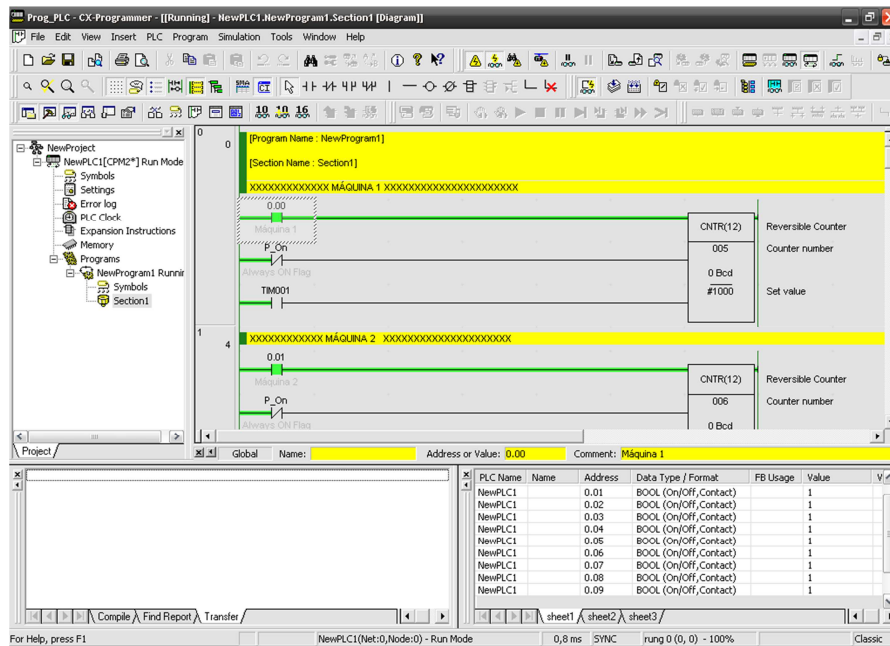 Prog_PLC - CX-Programmer - [[Running] - NewPLC1.NewProgram1.Section1 [Diagram]]
File Edit View Insert PLC Program Simulation Tools Window Help
10 10 16
NewProject
NewPLC1[CPM2*] Run Mode
Symbols
Settings
Error log
PLC Clock
Expansion Instructions
Memory
Programs
NewProgram1 Runnir
Symbols
Section1
Project
0
0
[Program Name : NewProgram1]
[Section Name : Section1]
XXXXXXXXXXXXX MÁQUINA 1 XXXXXXXXXXXXXXXXXXXXXX
0.00
Máquina 1
P_On
Always ON Flag
TIM001
CNTR(12) Reversible Counter
005 Counter number
0 Bcd
#1000 Set value
1
4
XXXXXXXXXXXX MÁQUINA 2 XXXXXXXXXXXXXXXXXXXXX
0.01
Máquina 2
P_On
Always ON Flag
CNTR(12) Reversible Counter
006 Counter number
0 Bcd
Global Name: Address or Value: 0.00 Comment: Máquina 1
PLC Name Name Address Data Type / Format FB Usage Value V
NewPLC1 0.01 BOOL (On/Off,Contact) 1
NewPLC1 0.02 BOOL (On/Off,Contact) 1
NewPLC1 0.03 BOOL (On/Off,Contact) 1
NewPLC1 0.04 BOOL (On/Off,Contact) 1
NewPLC1 0.05 BOOL (On/Off,Contact) 1
NewPLC1 0.06 BOOL (On/Off,Contact) 1
NewPLC1 0.07 BOOL (On/Off,Contact) 1
NewPLC1 0.08 BOOL (On/Off,Contact) 1
NewPLC1 0.09 BOOL (On/Off,Contact) 1
Compile Find Report Transfer
sheet1 sheet2 sheet3
For Help, press F1 NewPLC1(Net:0,Node:0) - Run Mode 0,8 ms SYNC rung 0 (0, 0) - 100% Classic